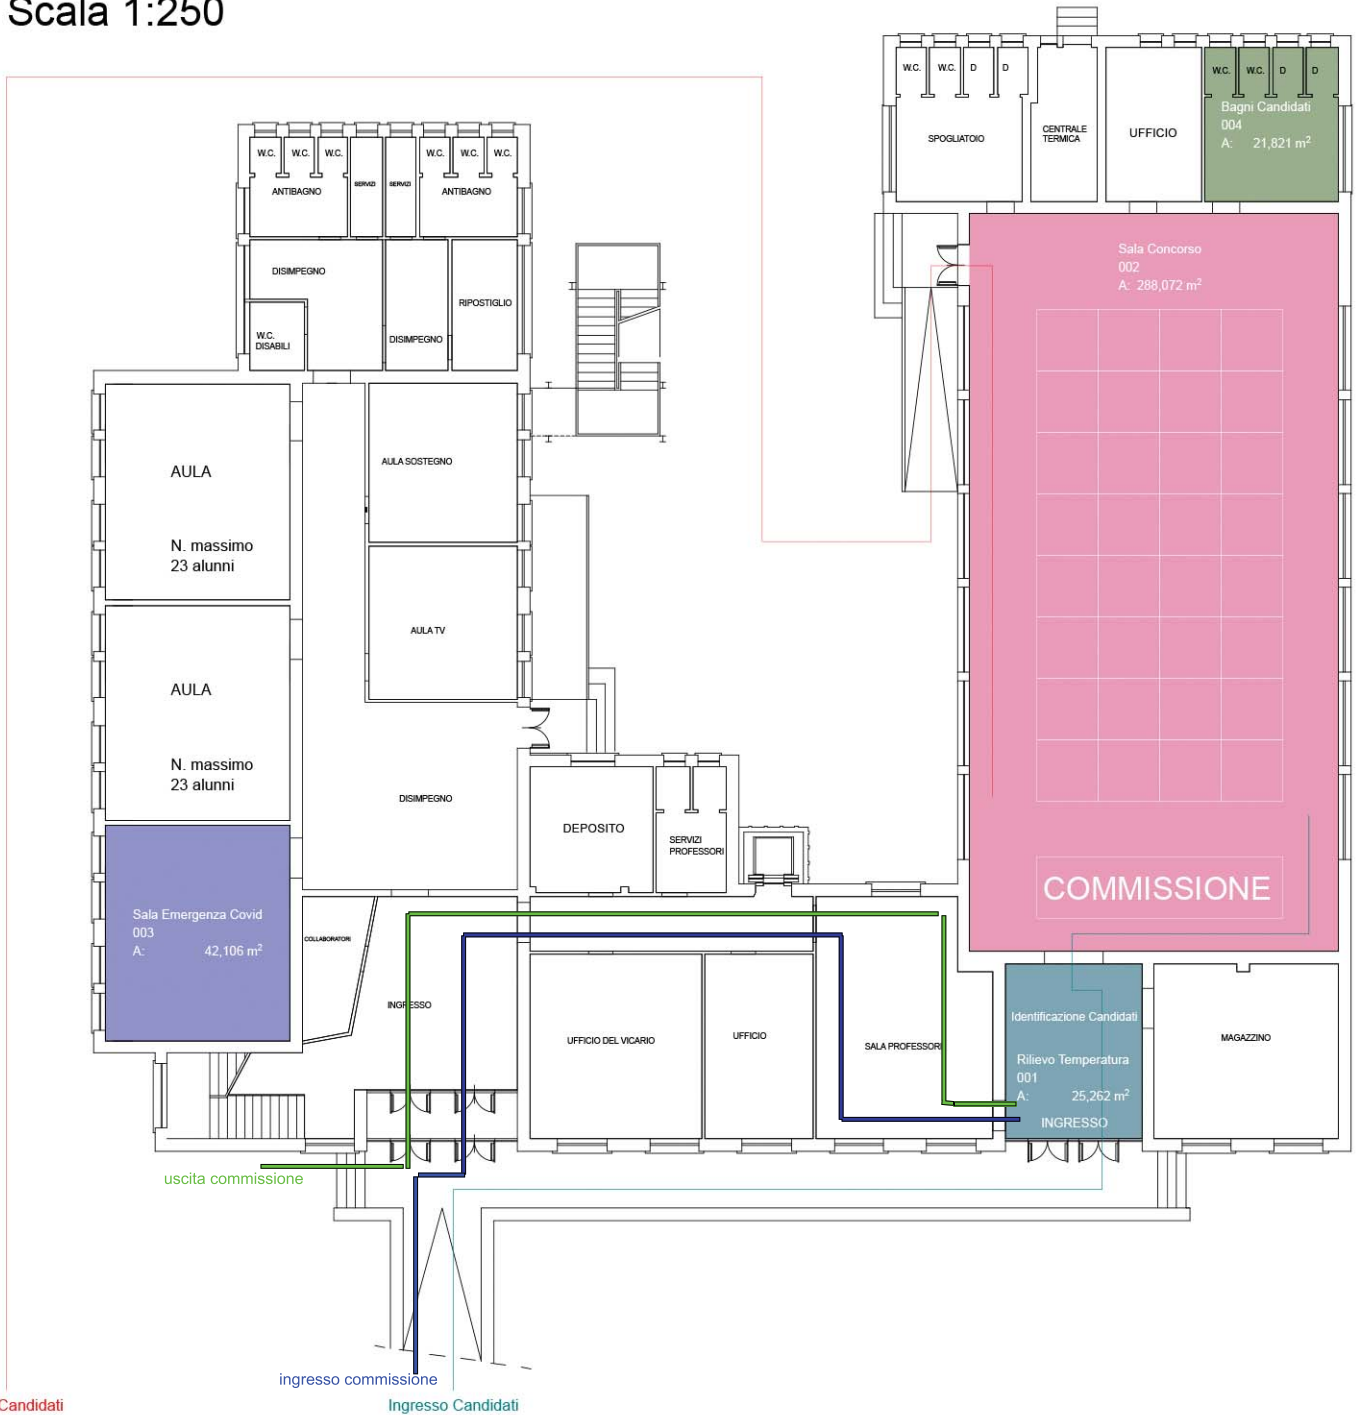 Scala 1:250
W.C.
W.C.
D
D
SPOGLIATOIO
CENTRALE
TERMICA
UFFICIO
W.C.
W.C.
D
D
Bagni Candidati
004
A: 21,821 m²
W.C.
W.C.
W.C.
SERVIZI
SERVIZI
W.C.
W.C.
W.C.
ANTIBAGNO
ANTIBAGNO
DISIMPEGNO
W.C.
DISABILI
DISIMPEGNO
RIPOSTIGLIO
Sala Concorso
002
A: 288,072 m²
AULA
N. massimo
23 alunni
AULA SOSTEGNO
AULA TV
AULA
N. massimo
23 alunni
DISIMPEGNO
DEPOSITO
SERVIZI
PROFESSORI
COMMISSIONE
Sala Emergenza Covid
003
A: 42,106 m²
COLLABORATORI
INGRESSO
UFFICIO DEL VICARIO
UFFICIO
SALA PROFESSORI
Identificazione Candidati
Rilievo Temperatura
001
A: 25,262 m²
INGRESSO
MAGAZZINO
uscita commissione
ingresso commissione
Candidati
Ingresso Candidati